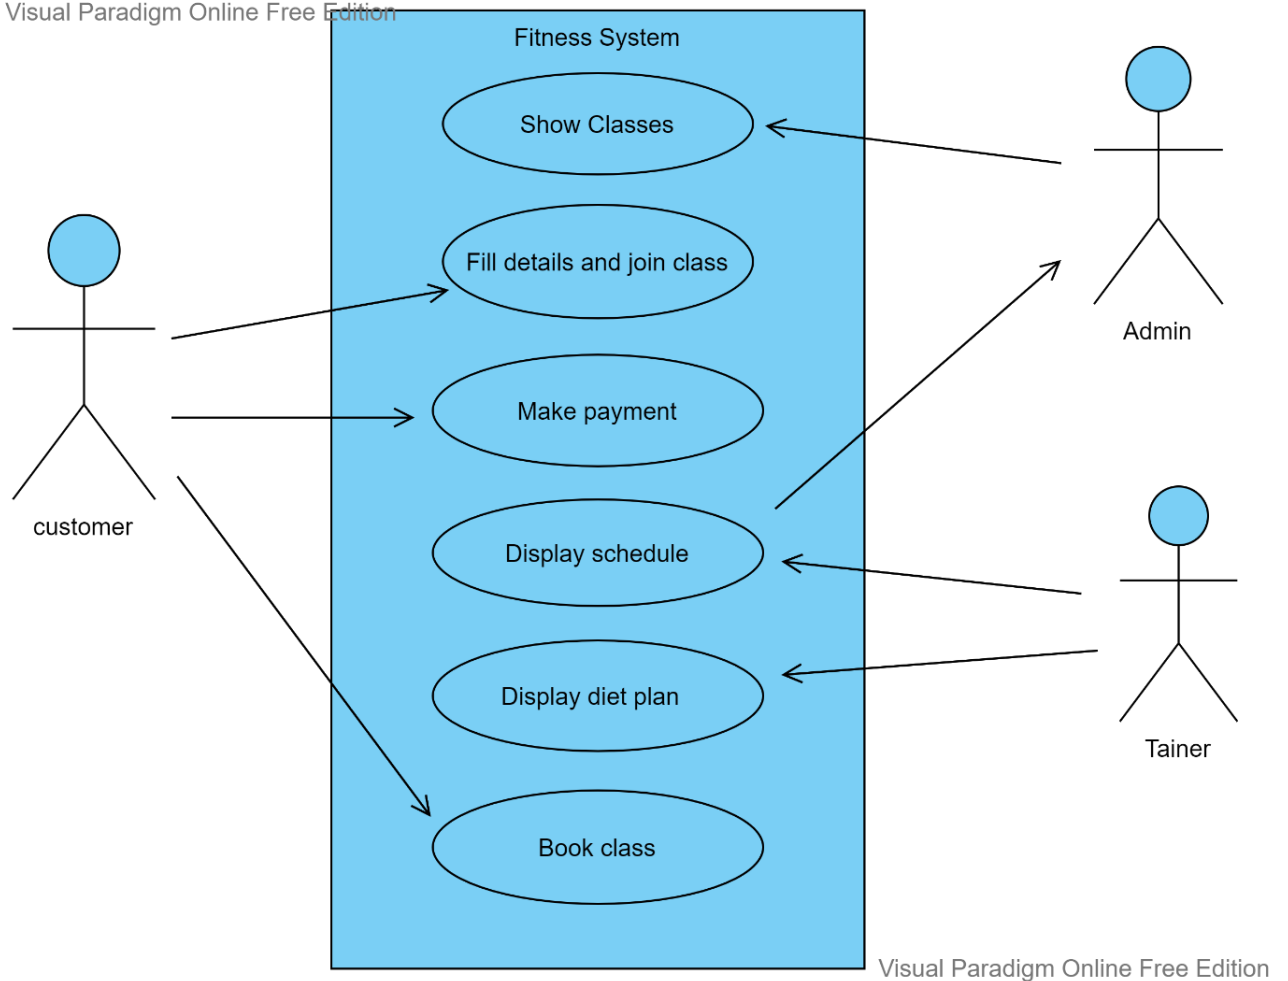 Visual Paradigm Online Free Edition
Fitness System
Show Classes
Fill details and join class
Make payment
Display schedule
Display diet plan
Book class
customer
Admin
Tainer
Visual Paradigm Online Free Edition